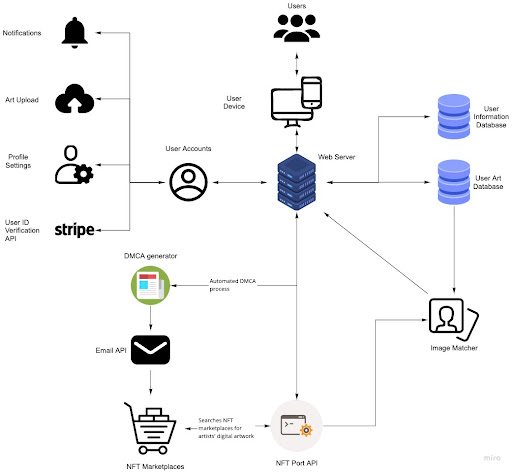 Users
Notifications
User
Device
Art Upload
User
Information
Database
Profile
Settings
User Accounts
Web Server
User Art
Database
User ID
Verification
API
stripe
DMCA generator
Automated DMCA
process
Email API
Image Matcher
Searches NFT
marketplaces for
artists' digital artwork
NFT Marketplaces
NFT Port API
miro